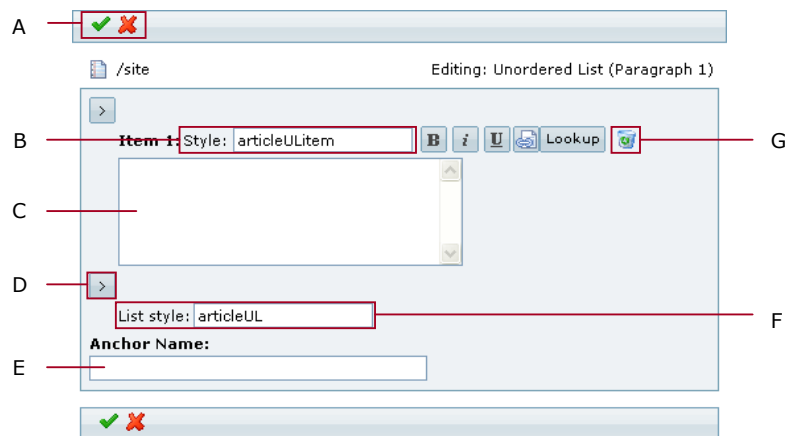 A
/site Editing: Unordered List (Paragraph 1)
>
B Item 1: Style: articleULitem B i U Lookup G
C
D >
List style: articleUL F
Anchor Name:
E